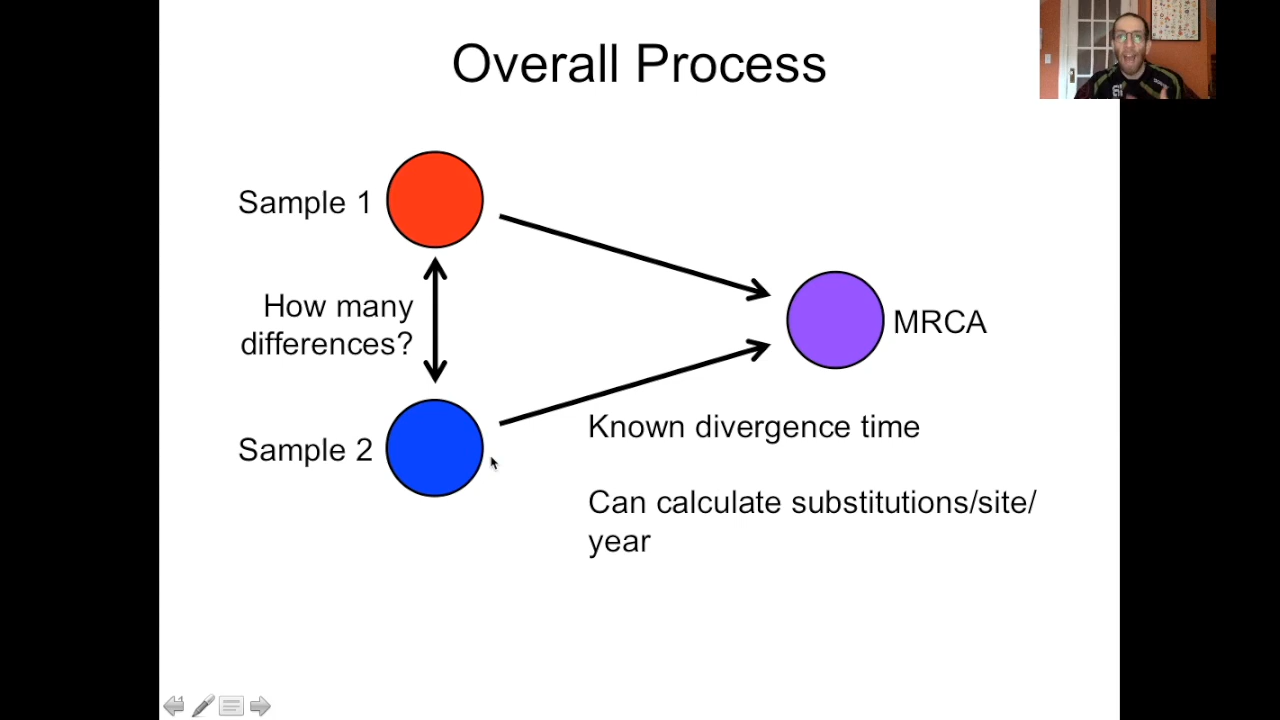 Overall Process
Sample 1
How many
differences?
Sample 2
MRCA
Known divergence time
Can calculate substitutions/site/
year